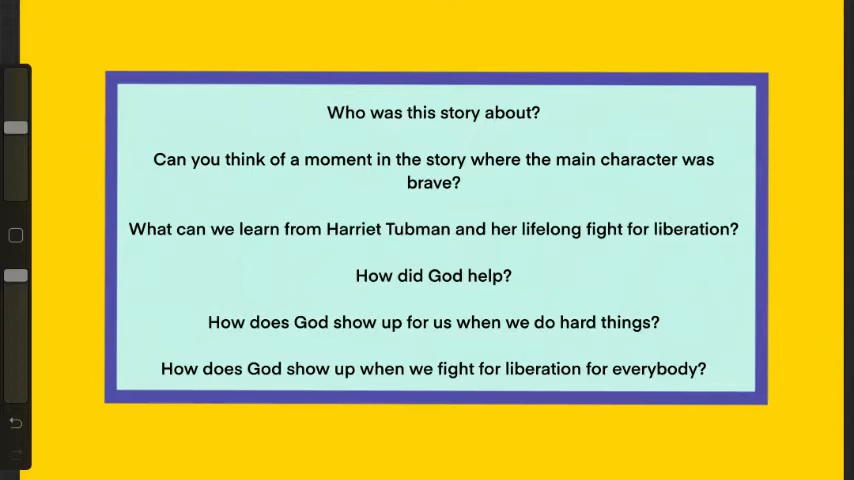 Who was this story about?
Can you think of a moment in the story where the main character was
brave?
What can we learn from Harriet Tubman and her lifelong fight for liberation?
How did God help?
How does God show up for us when we do hard things?
How does God show up when we fight for liberation for everybody?